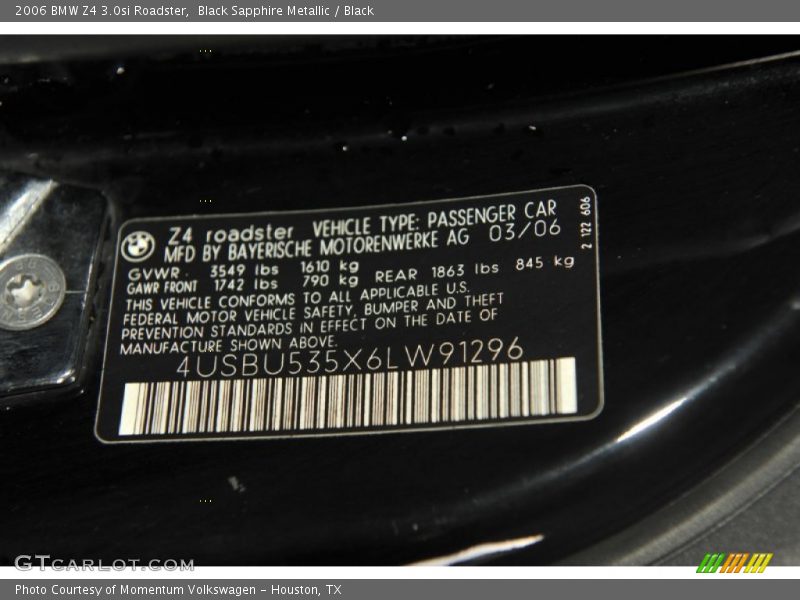 2006 BMW Z4 3.0si Roadster,  Black Sapphire Metallic / Black
Z4 roadster VEHICLE TYPE: PASSENGER CAR
MFD BY BAYERISCHE MOTORENWERKE AG 03/06
GVWR 3549 lbs 1610 kg
GAWR FRONT 1742 lbs 790 kg REAR 1863 lbs 845 kg
THIS VEHICLE CONFORMS TO ALL APPLICABLE U.S.
FEDERAL MOTOR VEHICLE SAFETY, BUMPER AND THEFT
PREVENTION STANDARDS IN EFFECT ON THE DATE OF
MANUFACTURE SHOWN ABOVE.
4USBU535X6LW91296
2 122 606
GTCARLOT.COM
Photo Courtesy of Momentum Volkswagen - Houston, TX